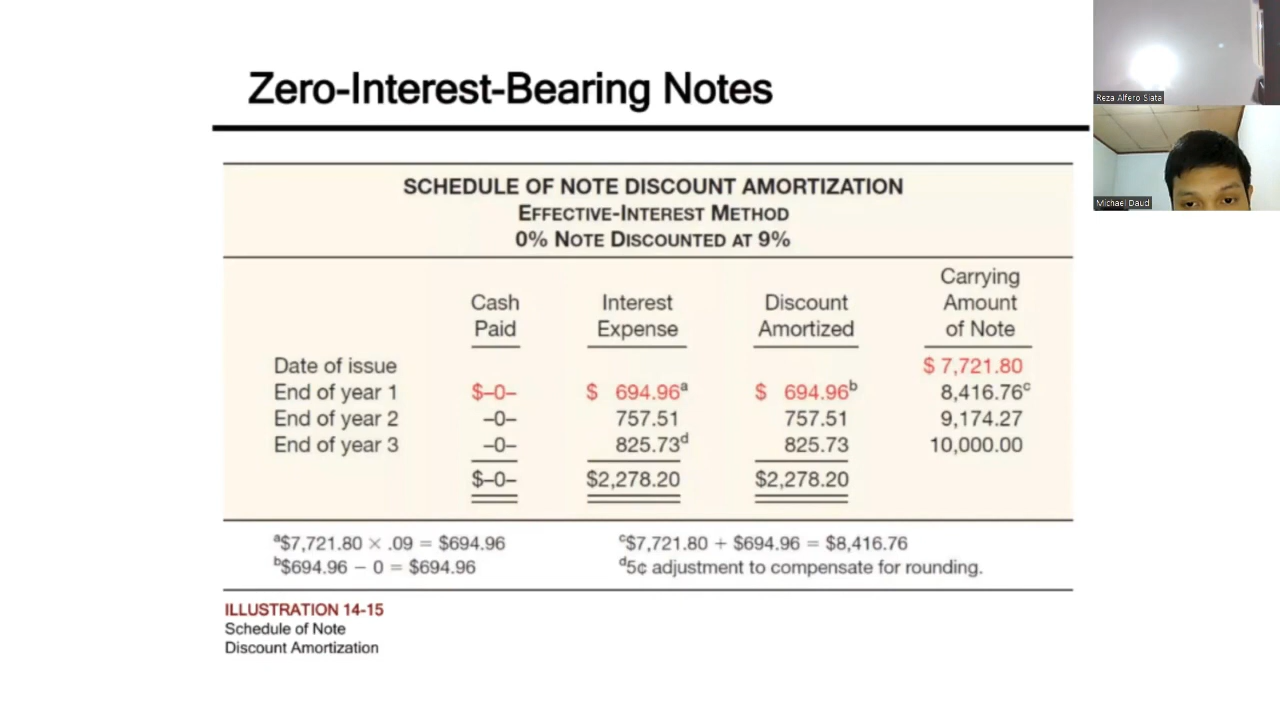 Zero-Interest-Bearing Notes
SCHEDULE OF NOTE DISCOUNT AMORTIZATION
EFFECTIVE-INTEREST METHOD
0% NOTE DISCOUNTED AT 9%
Cash Paid Interest Expense Discount Amortized Carrying Amount of Note
Date of issue $ 7,721.80
End of year 1 $–0– $ 694.96a $ 694.96b 8,416.76c
End of year 2 –0– 757.51 757.51 9,174.27
End of year 3 –0– 825.73d 825.73 10,000.00
$–0– $2,278.20 $2,278.20
a$7,721.80 × .09 = $694.96
b$694.96 – 0 = $694.96
c$7,721.80 + $694.96 = $8,416.76
d5¢ adjustment to compensate for rounding.
ILLUSTRATION 14-15
Schedule of Note
Discount Amortization
Reza Alfero Siata
Michael Daud